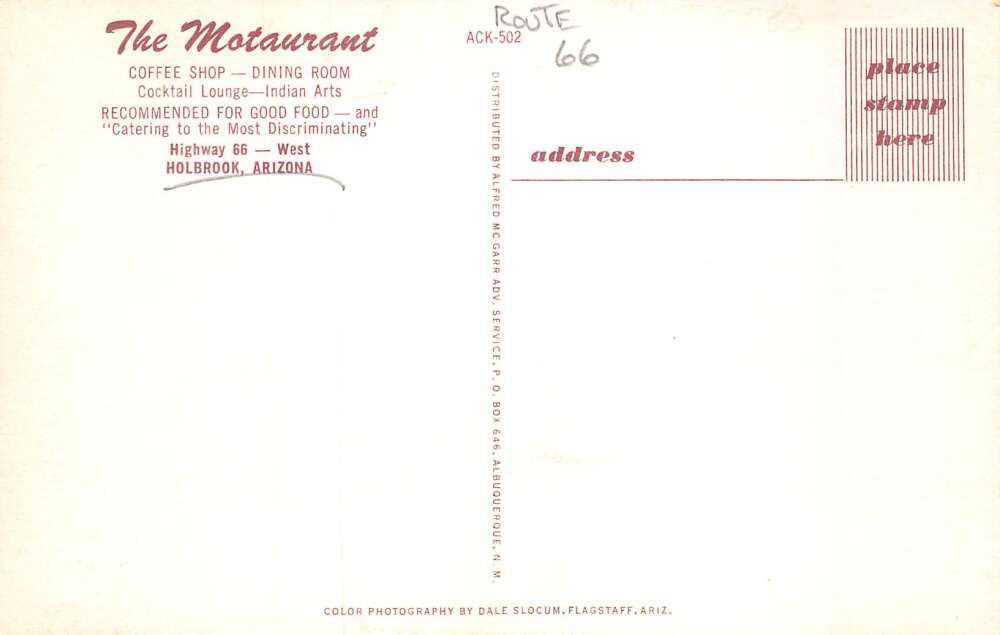 The Motaurant
COFFEE SHOP — DINING ROOM
Cocktail Lounge—Indian Arts
RECOMMENDED FOR GOOD FOOD — and
"Catering to the Most Discriminating"
Highway 66 — West
HOLBROOK, ARIZONA
ROUTE
66
ACK-502
DISTRIBUTED BY ALFRED MC GARR ADV. SERVICE, P. O. BOX 646, ALBUQUERQUE, N. M.
place
stamp
here
address
COLOR PHOTOGRAPHY BY DALE SLOCUM, FLAGSTAFF, ARIZ.